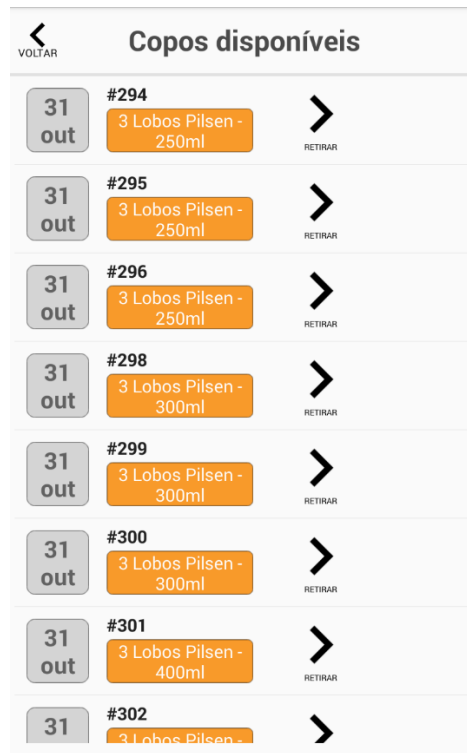 VOLTAR
Copos disponíveis
31
out
#294
3 Lobos Pilsen -
250ml
RETIRAR
31
out
#295
3 Lobos Pilsen -
250ml
RETIRAR
31
out
#296
3 Lobos Pilsen -
250ml
RETIRAR
31
out
#298
3 Lobos Pilsen -
300ml
RETIRAR
31
out
#299
3 Lobos Pilsen -
300ml
RETIRAR
31
out
#300
3 Lobos Pilsen -
300ml
RETIRAR
31
out
#301
3 Lobos Pilsen -
400ml
RETIRAR
31
#302
3 Lobos Pilsen -